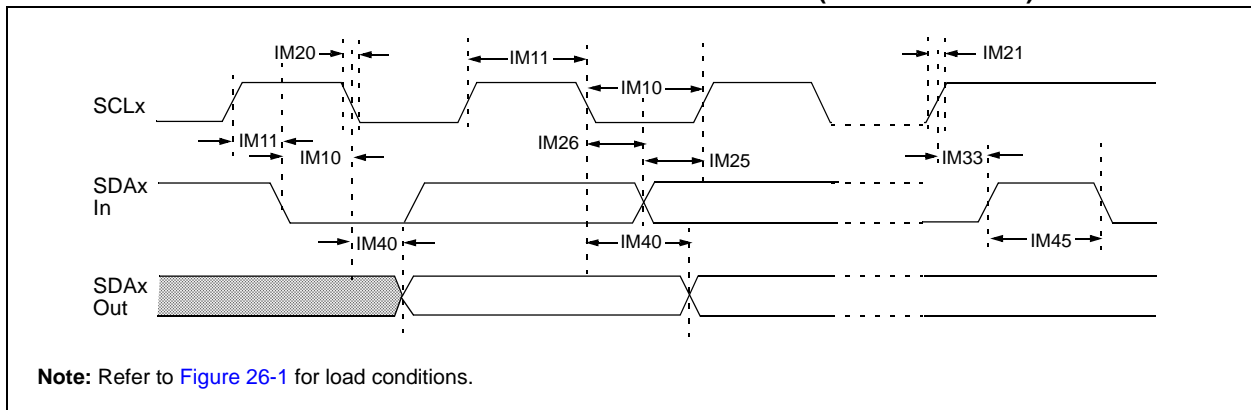 IM20
IM11
IM21
IM10
SCLx
IM11
IM26
IM10
IM25
IM33
SDAx
In
IM40
IM40
IM45
SDAx
Out
Note: Refer to Figure 26-1 for load conditions.